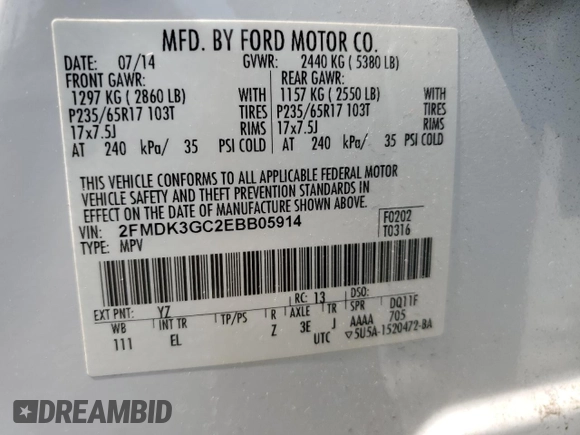 MFD. BY FORD MOTOR CO.
DATE: 07/14 GVWR: 2440 KG ( 5380 LB)
FRONT GAWR: REAR GAWR:
1297 KG ( 2860 LB) WITH 1157 KG ( 2550 LB) WITH
P235/65R17 103T TIRES P235/65R17 103T TIRES
17x7.5J RIMS 17x7.5J RIMS
AT 240 kPa/ 35 PSI COLD AT 240 kPa/ 35 PSI COLD
THIS VEHICLE CONFORMS TO ALL APPLICABLE FEDERAL MOTOR
VEHICLE SAFETY AND THEFT PREVENTION STANDARDS IN
EFFECT ON THE DATE OF MANUFACTURE SHOWN ABOVE.
VIN: 2FMDK3GC2EBB05914 F0202
TYPE: MPV T0316
EXT PNT: YZ RC: 13 DSO:
WB INT TR TP/PS R AXLE TR SPR DQ11F
111 EL Z 3E J AAAA 705
UTC ▽5U5A-1520472-BA
DREAMBID